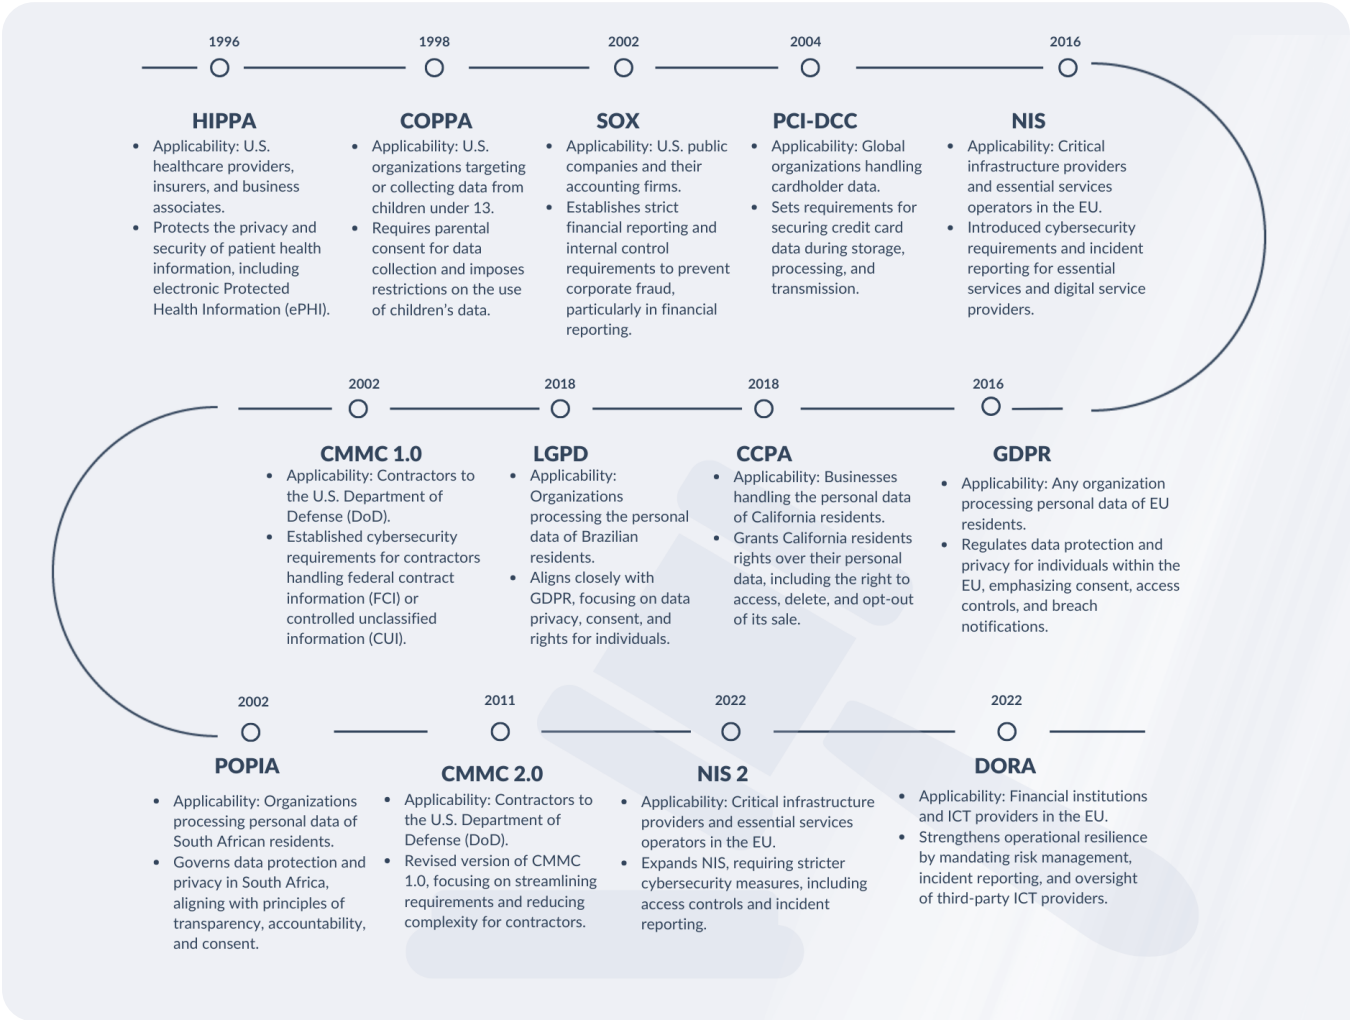 1996
HIPPA
• Applicability: U.S.
healthcare providers,
insurers, and business
associates.
• Protects the privacy and
security of patient health
information, including
electronic Protected
Health Information (ePHI).
1998
COPPA
• Applicability: U.S.
organizations targeting
or collecting data from
children under 13.
• Requires parental
consent for data
collection and imposes
restrictions on the use
of children’s data.
2002
SOX
• Applicability: U.S. public
companies and their
accounting firms.
• Establishes strict
financial reporting and
internal control
requirements to prevent
corporate fraud,
particularly in financial
reporting.
2004
PCI-DCC
• Applicability: Global
organizations handling
cardholder data.
• Sets requirements for
securing credit card
data during storage,
processing, and
transmission.
2016
NIS
• Applicability: Critical
infrastructure providers
and essential services
operators in the EU.
• Introduced cybersecurity
requirements and incident
reporting for essential
services and digital service
providers.
2002
CMMC 1.0
• Applicability: Contractors to
the U.S. Department of
Defense (DoD).
• Established cybersecurity
requirements for contractors
handling federal contract
information (FCI) or
controlled unclassified
information (CUI).
2018
LGPD
• Applicability:
Organizations
processing the personal
data of Brazilian
residents.
• Aligns closely with
GDPR, focusing on data
privacy, consent, and
rights for individuals.
2018
CCPA
• Applicability: Businesses
handling the personal data
of California residents.
• Grants California residents
rights over their personal
data, including the right to
access, delete, and opt-out
of its sale.
2016
GDPR
• Applicability: Any organization
processing personal data of EU
residents.
• Regulates data protection and
privacy for individuals within the
EU, emphasizing consent, access
controls, and breach
notifications.
2002
POPIA
• Applicability: Organizations
processing personal data of
South African residents.
• Governs data protection and
privacy in South Africa,
aligning with principles of
transparency, accountability,
and consent.
2011
CMMC 2.0
• Applicability: Contractors to
the U.S. Department of
Defense (DoD).
• Revised version of CMMC
1.0, focusing on streamlining
requirements and reducing
complexity for contractors.
2022
NIS 2
• Applicability: Critical infrastructure
providers and essential services
operators in the EU.
• Expands NIS, requiring stricter
cybersecurity measures, including
access controls and incident
reporting.
2022
DORA
• Applicability: Financial institutions
and ICT providers in the EU.
• Strengthens operational resilience
by mandating risk management,
incident reporting, and oversight
of third-party ICT providers.